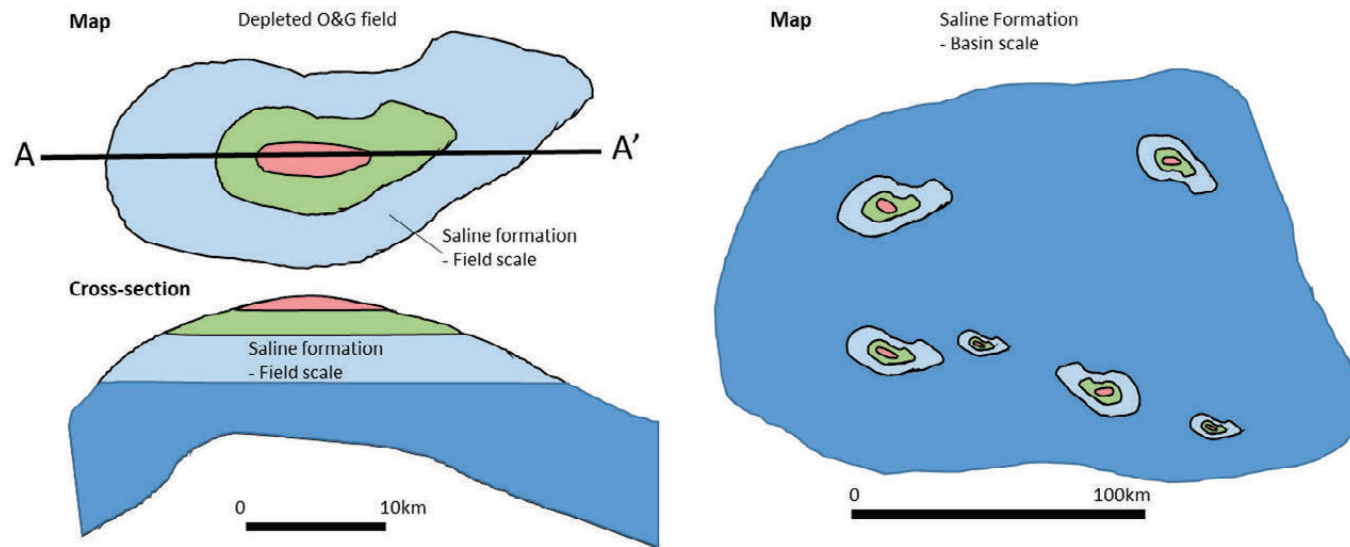 Map
Depleted O&G field
A
A'
Saline formation
- Field scale
Cross-section
Saline formation
- Field scale
0
10km
Map
Saline Formation
- Basin scale
0
100km